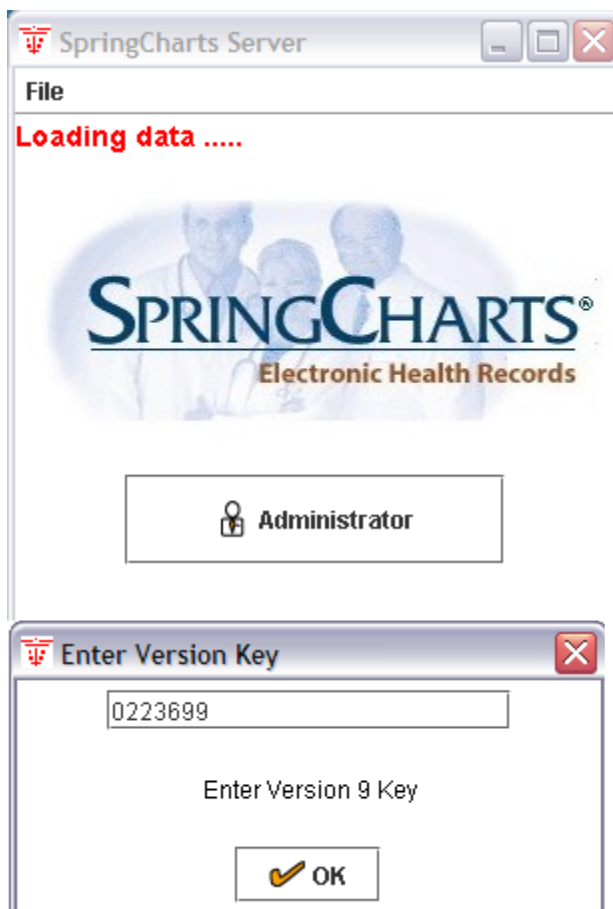 SpringCharts Server
File
Loading data .....
SPRINGCHARTS®
Electronic Health Records
Administrator
Enter Version Key
0223699
Enter Version 9 Key
OK